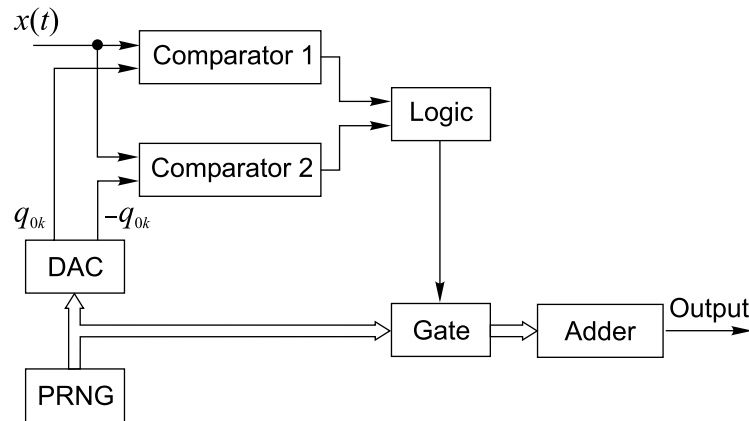 x(t)
Comparator 1
Logic
Comparator 2
q0k
–q0k
DAC
Output
Gate
Adder
PRNG